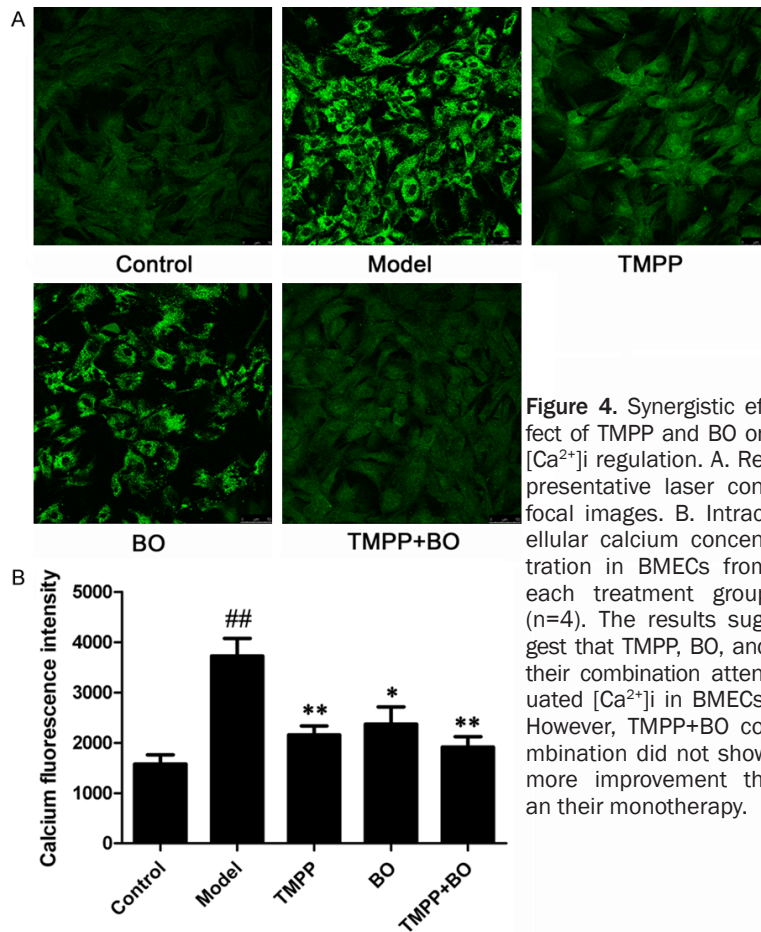 A
Control
Model
TMPP
BO
TMPP+BO
B
Calcium fluorescence intensity
5000
4000
3000
2000
1000
0
##
**
*
**
Control
Model
TMPP
BO
TMPP+BO
Figure 4. Synergistic ef
fect of TMPP and BO on
[Ca²⁺]i regulation. A. Re
presentative laser con
focal images. B. Intrac
ellular calcium concen
tration in BMECs from
each treatment group
(n=4). The results sug
gest that TMPP, BO, and
their combination atten
uated [Ca²⁺]i in BMECs
However, TMPP+BO co
mbination did not show
more improvement th
an their monotherapy.